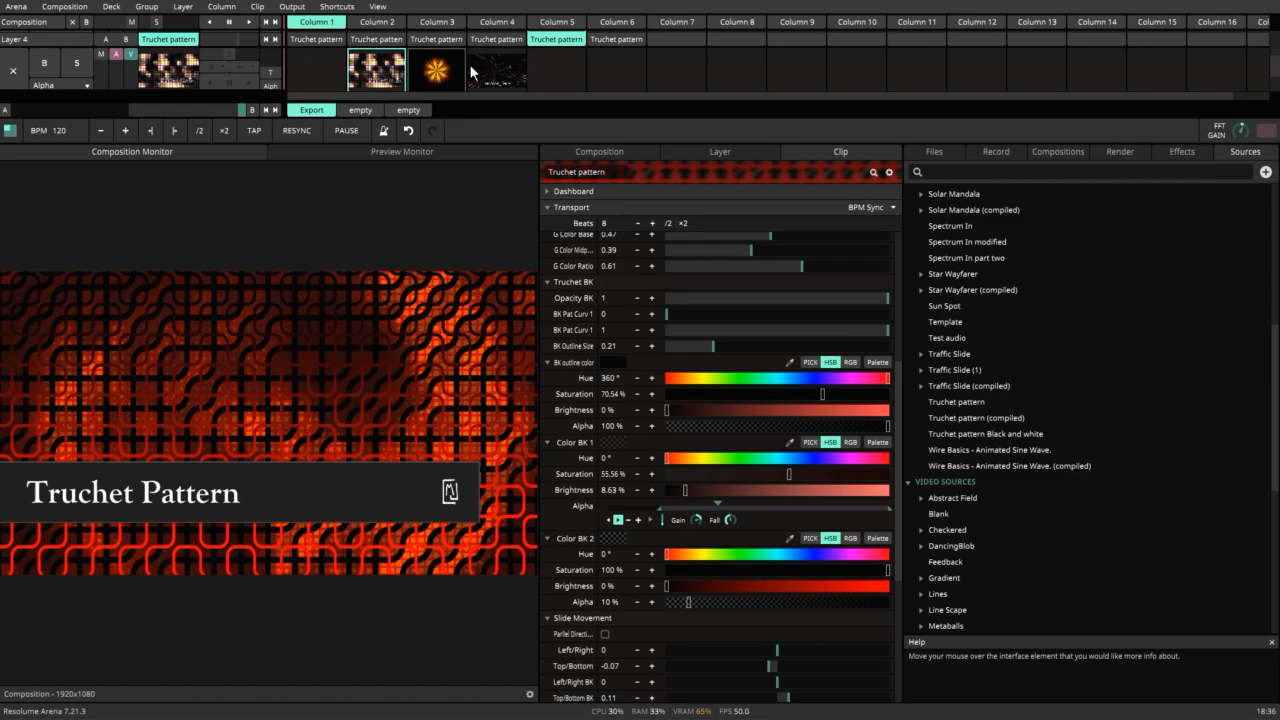 Arena Composition Deck Group Layer Column Clip Output Shortcuts View
Composition X B M S Column 1 Column 2 Column 3 Column 4 Column 5 Column 6 Column 7 Column 8 Column 9 Column 10 Column 11 Column 12 Column 13 Column 14 Column 15 Column 16 Co
Layer 4 A B Truchet pattern Truchet pattern Truchet pattern Truchet pattern Truchet pattern Truchet pattern Truchet pattern
B S M A V T
Alpha Alph
A B Export empty empty
BPM 120 /2 ×2 TAP RESYNC PAUSE FFT GAIN
Composition Monitor Preview Monitor Composition Layer Clip Files Record Compositions Render Effects Sources
Truchet pattern
Dashboard
Transport BPM Sync
Beats 8 - + /2 ×2
G Color Base 0.47 - +
G Color Midp... 0.39 - +
G Color Ratio 0.61 - +
Truchet BK
Opacity BK 1 - +
BK Pat Curv 1 0 - +
BK Pat Curv 1 1 - +
BK Outline Size 0.21 - +
BK outline color PICK HSB RGB Palette
Hue 360 °
Saturation 70.54 %
Brightness 0 %
Alpha 100 %
Color BK 1 PICK HSB RGB Palette
Hue 0 °
Saturation 55.56 %
Brightness 8.63 %
Alpha
Gain Fall
Color BK 2 PICK HSB RGB Palette
Hue 0 °
Saturation 100 %
Brightness 0 %
Alpha 10 %
Slide Movement
Parllel Directi...
Left/Right 0 - +
Top/Bottom -0.07 - +
Left/Right BK 0 - +
Top/Bottom BK 0.11 - +
Solar Mandala
Solar Mandala (compiled)
Spectrum In
Spectrum In modified
Spectrum In part two
Star Wayfarer
Star Wayfarer (compiled)
Sun Spot
Template
Test audio
Traffic Slide
Traffic Slide (1)
Traffic Slide (compiled)
Truchet pattern
Truchet pattern (compiled)
Truchet pattern Black and white
Wire Basics - Animated Sine Wave.
Wire Basics - Animated Sine Wave. (compiled)
VIDEO SOURCES
Abstract Field
Blank
Checkered
DancingBlob
Feedback
Gradient
Lines
Line Scape
Metaballs
Help
Move your mouse over the interface element that you would like more info about.
Truchet Pattern
Composition - 1920x1080
Resolume Arena 7.21.3 CPU 30% RAM 33% VRAM 65% FPS 50.0 18:36